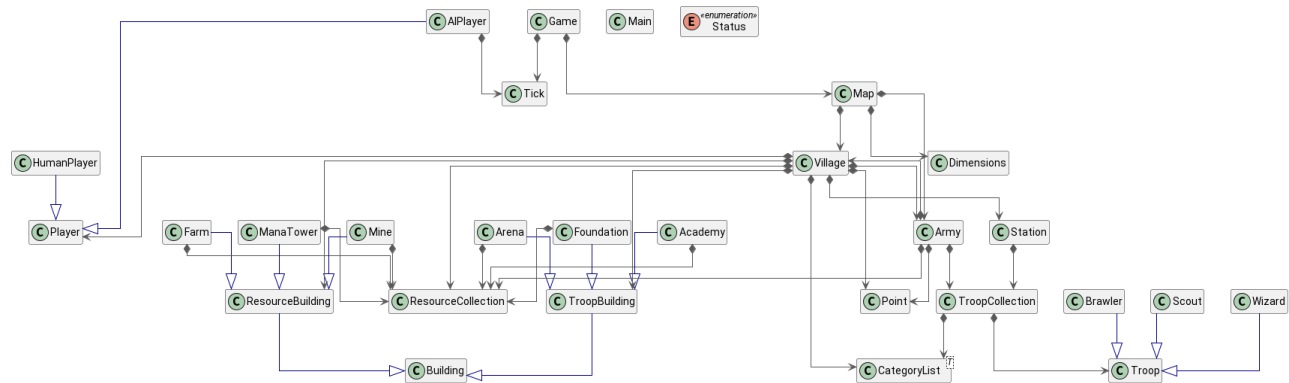 C AIPlayer
C Game
C Main
E «enumeration»
Status
C Tick
C Map
C HumanPlayer
C Village
C Dimensions
C Player
C Farm
C ManaTower
C Mine
C Arena
C Foundation
C Academy
C Army
C Station
C ResourceBuilding
C ResourceCollection
C TroopBuilding
C Point
C TroopCollection
C Brawler
C Scout
C Wizard
C Building
C CategoryList
T
C Troop